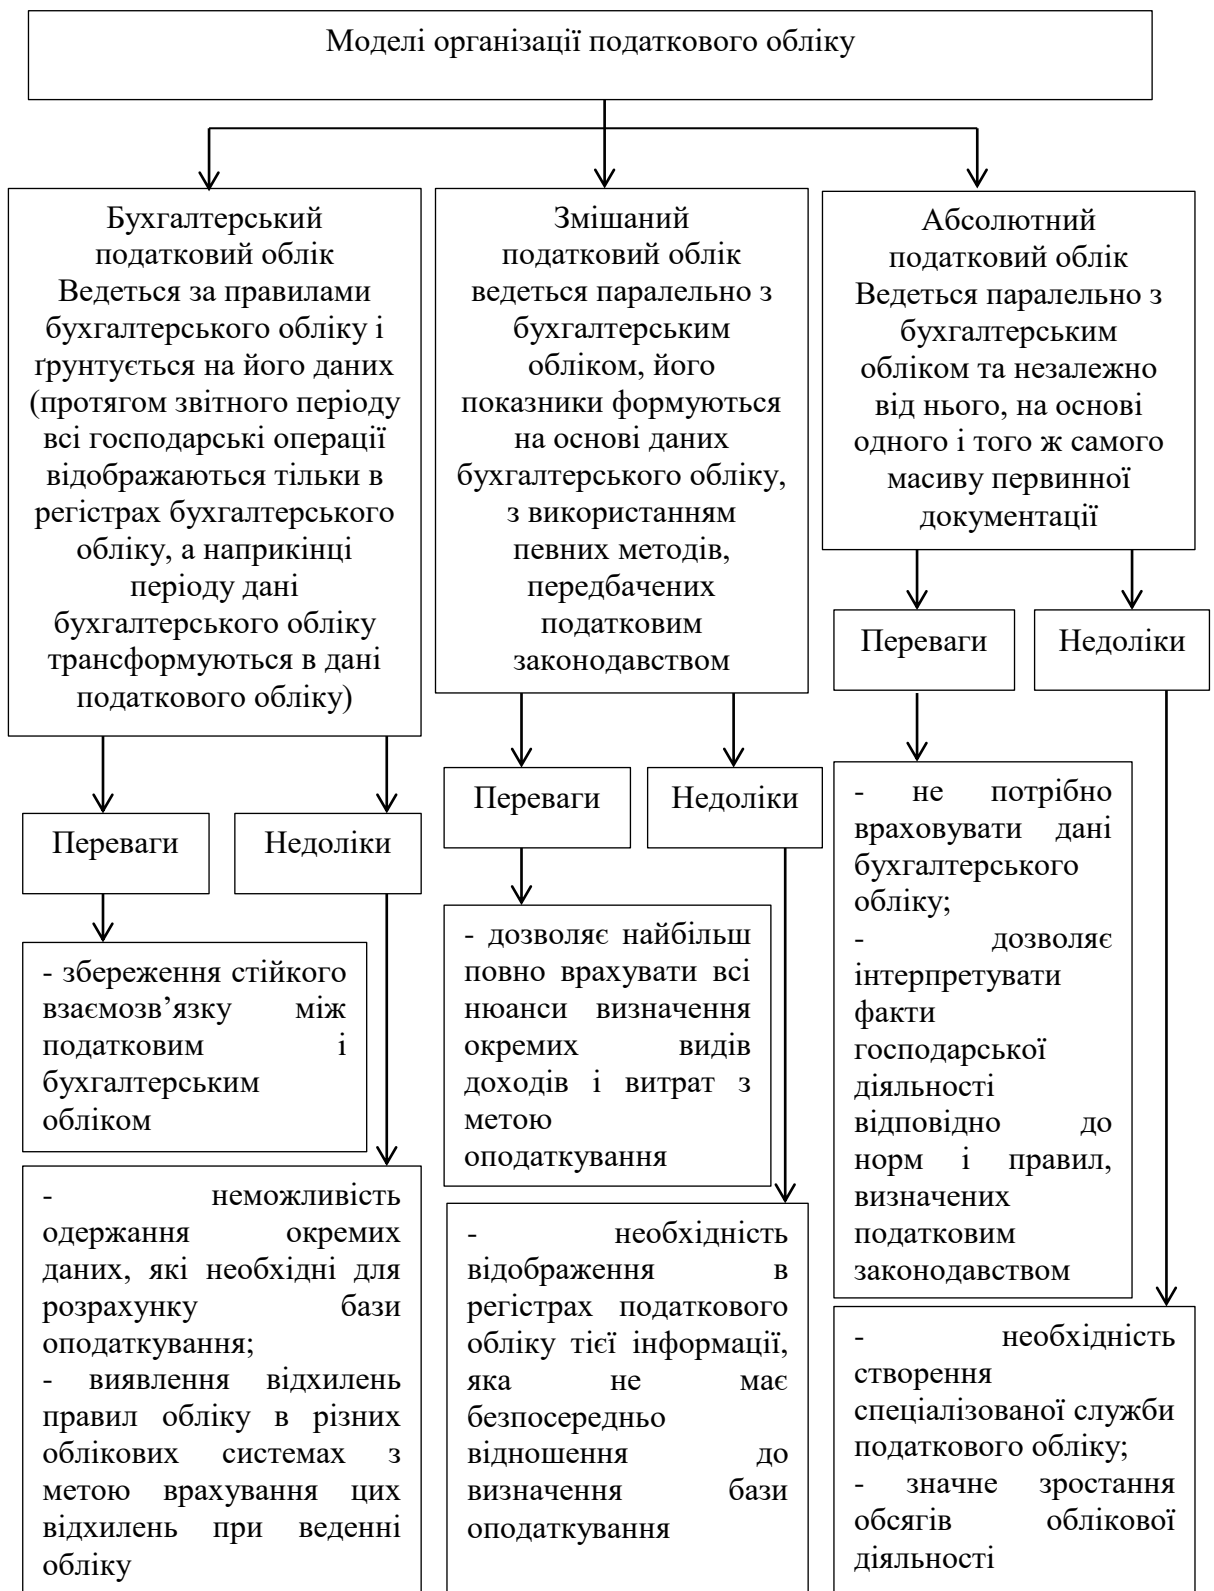 Моделі організації податкового обліку
Бухгалтерський
податковий облік
Ведеться за правилами
бухгалтерського обліку і
ґрунтується на його даних
(протягом звітного періоду
всі господарські операції
відображаються тільки в
регістрах бухгалтерського
обліку, а наприкінці
періоду дані
бухгалтерського обліку
трансформуються в дані
податкового обліку)
Переваги
Недоліки
- збереження стійкого
взаємозв’язку між
податковим і
бухгалтерським
обліком
- неможливість
одержання окремих
даних, які необхідні для
розрахунку бази
оподаткування;
- виявлення відхилень
правил обліку в різних
облікових системах з
метою врахування цих
відхилень при веденні
обліку
Змішаний
податковий облік
ведеться паралельно з
бухгалтерським
обліком, його
показники формуються
на основі даних
бухгалтерського обліку,
з використанням
певних методів,
передбачених
податковим
законодавством
Переваги
Недоліки
- дозволяє найбільш
повно врахувати всі
нюанси визначення
окремих видів
доходів і витрат з
метою
оподаткування
- необхідність
відображення в
регістрах податкового
обліку тієї інформації,
яка не має
безпосередньо
відношення до
визначення бази
оподаткування
Абсолютний
податковий облік
Ведеться паралельно з
бухгалтерським
обліком та незалежно
від нього, на основі
одного і того ж самого
масиву первинної
документації
Переваги
Недоліки
- не потрібно
враховувати дані
бухгалтерського
обліку;
- дозволяє
інтерпретувати
факти
господарської
діяльності
відповідно до
норм і правил,
визначених
податковим
законодавством
- необхідність
створення
спеціалізованої служби
податкового обліку;
- значне зростання
обсягів облікової
діяльності